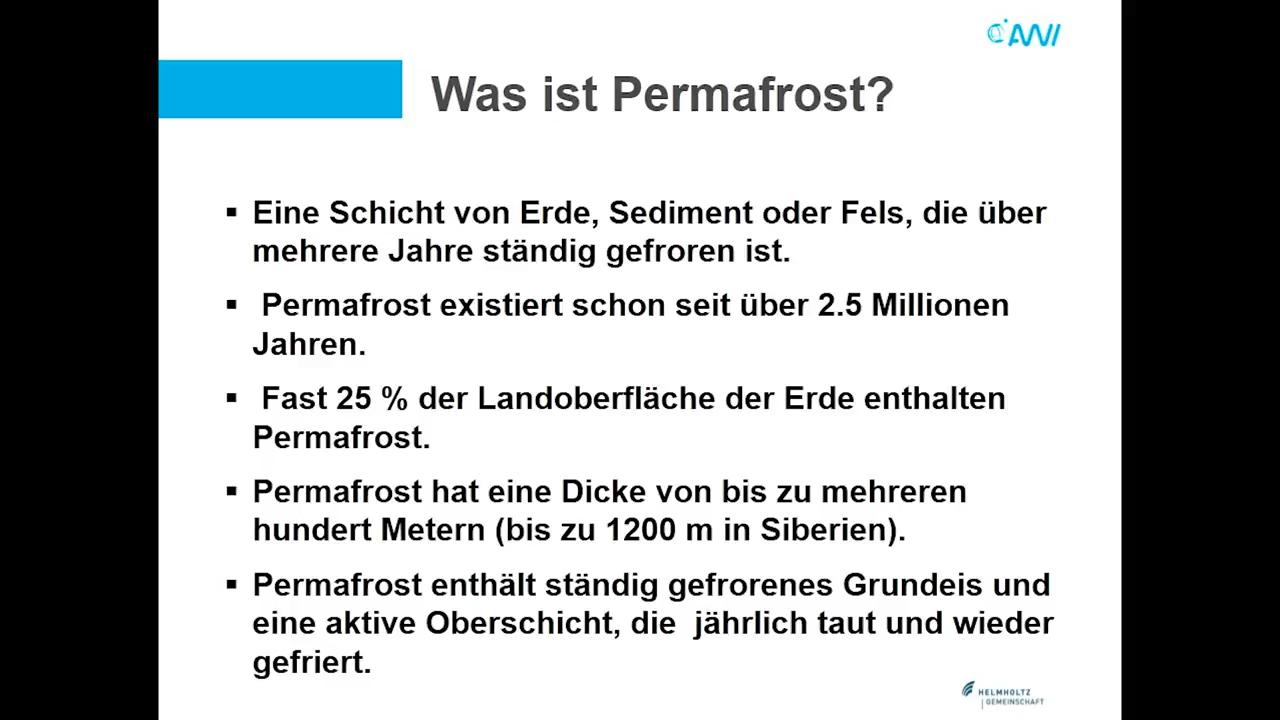 AWI
Was ist Permafrost?
▪ Eine Schicht von Erde, Sediment oder Fels, die über
mehrere Jahre ständig gefroren ist.
▪ Permafrost existiert schon seit über 2.5 Millionen
Jahren.
▪ Fast 25 % der Landoberfläche der Erde enthalten
Permafrost.
▪ Permafrost hat eine Dicke von bis zu mehreren
hundert Metern (bis zu 1200 m in Siberien).
▪ Permafrost enthält ständig gefrorenes Grundeis und
eine aktive Oberschicht, die jährlich taut und wieder
gefriert.
HELMHOLTZ
GEMEINSCHAFT